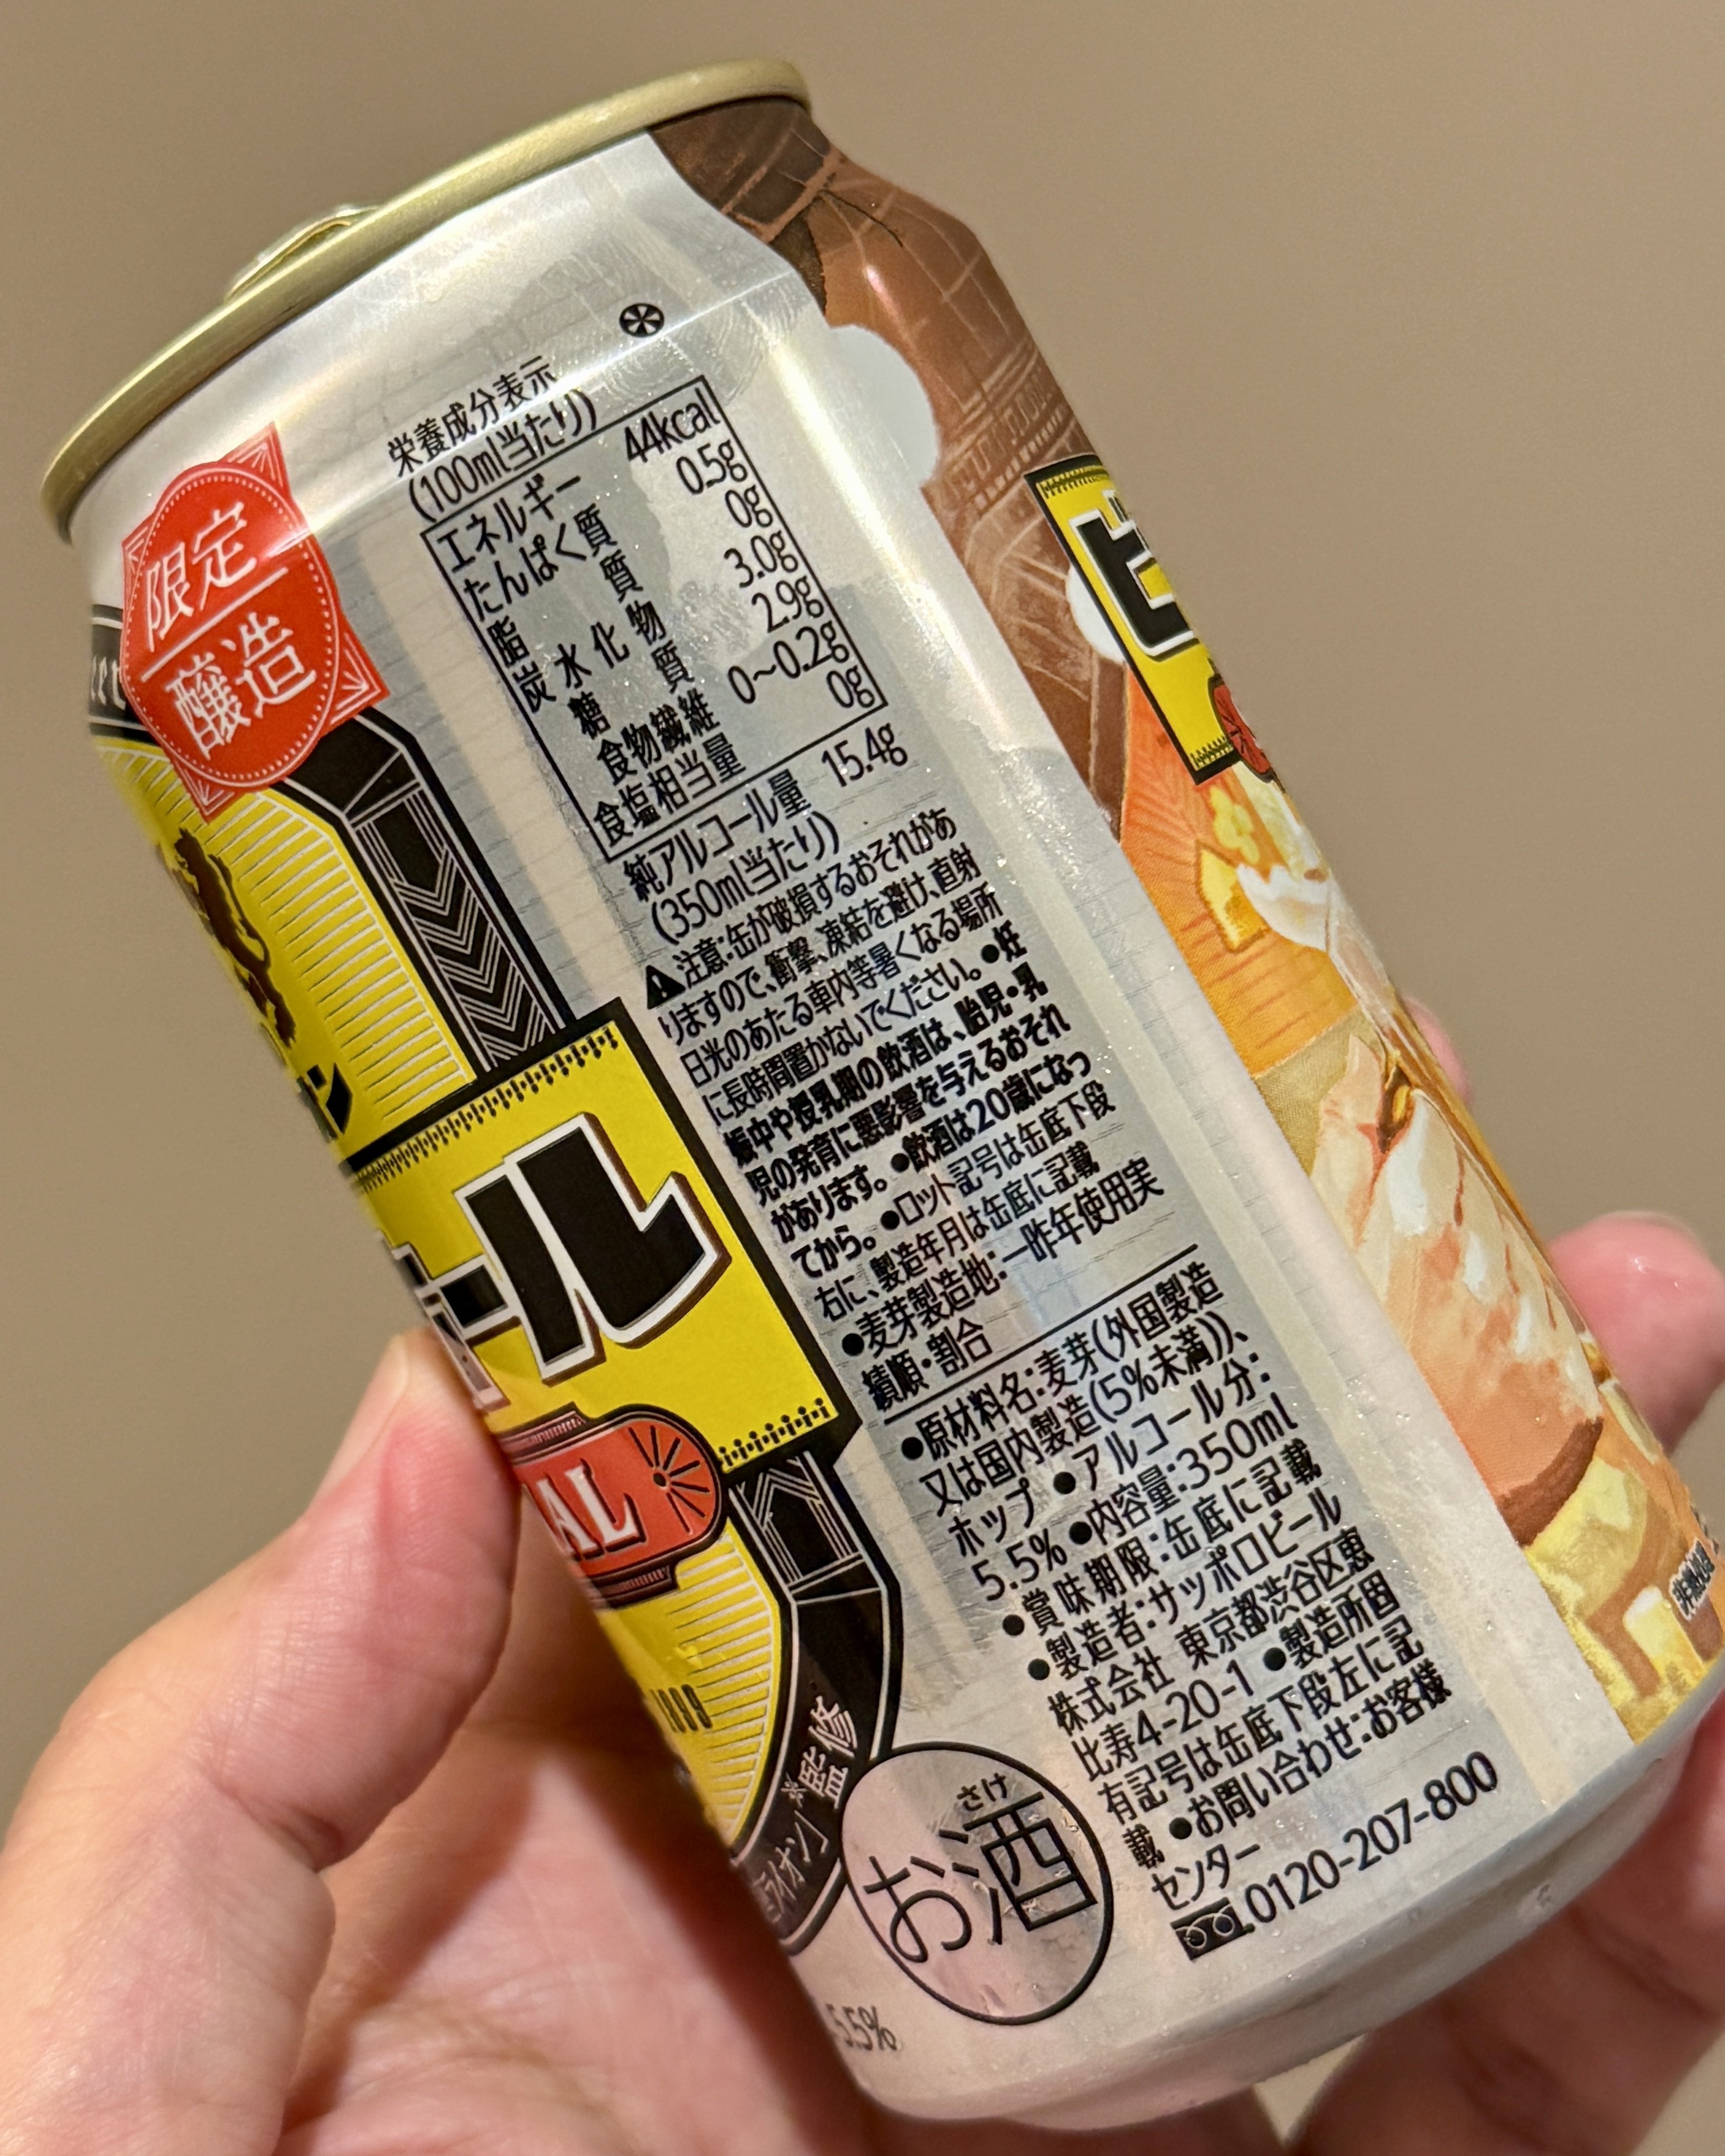 限定
醸造
オン
ール
AL
1889
ライオン」※監修
5.5%
栄養成分表示
(100ml当たり)
エネルギー 44kcal
たんぱく質 0.5g
脂質 0g
炭水化物 3.0g
糖質 2.9g
食物繊維 0~0.2g
食塩相当量 0g
純アルコール量 15.4g
(350ml当たり)
注意:缶が破損するおそれがあ
りますので、衝撃、凍結を避け、直射
日光のあたる車内等暑くなる場所
に長時間置かないでください。●妊
娠中や授乳期の飲酒は、胎児・乳
児の発育に悪影響を与えるおそれ
があります。●飲酒は20歳になっ
てから。●ロット記号は缶底下段
右に、製造年月は缶底に記載
●麦芽製造地:一昨年使用実
績順・割合
●原材料名:麦芽(外国製造
又は国内製造(5%未満))、
ホップ ●アルコール分:
5.5% ●内容量:350ml
●賞味期限:缶底に記載
●製造者:サッポロビール
株式会社 東京都渋谷区恵
比寿4-20-1 ●製造所固
有記号は缶底下段左に記
載 ●お問い合わせ:お客様
センター
0120-207-800
さけ
お酒
ビ